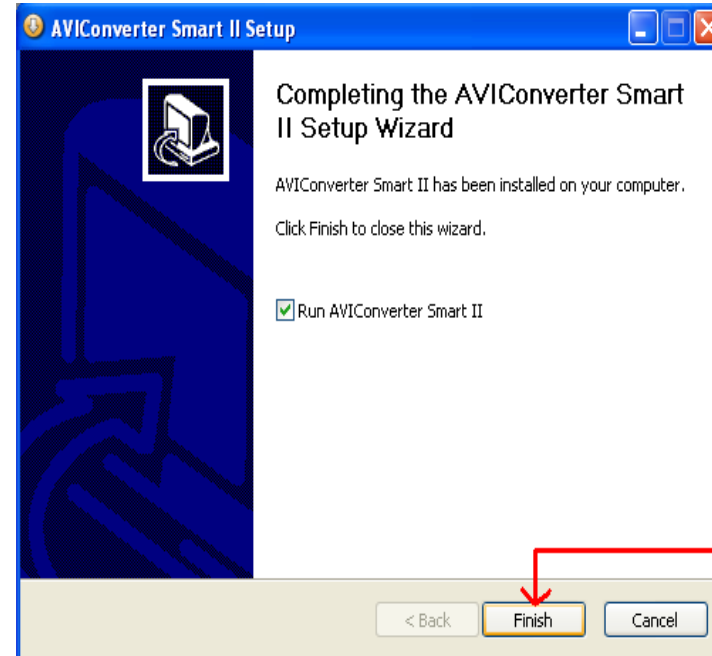 AVIConverter Smart II Setup
Completing the AVIConverter Smart
II Setup Wizard
AVIConverter Smart II has been installed on your computer.
Click Finish to close this wizard.
Run AVIConverter Smart II
< Back
Finish
Cancel